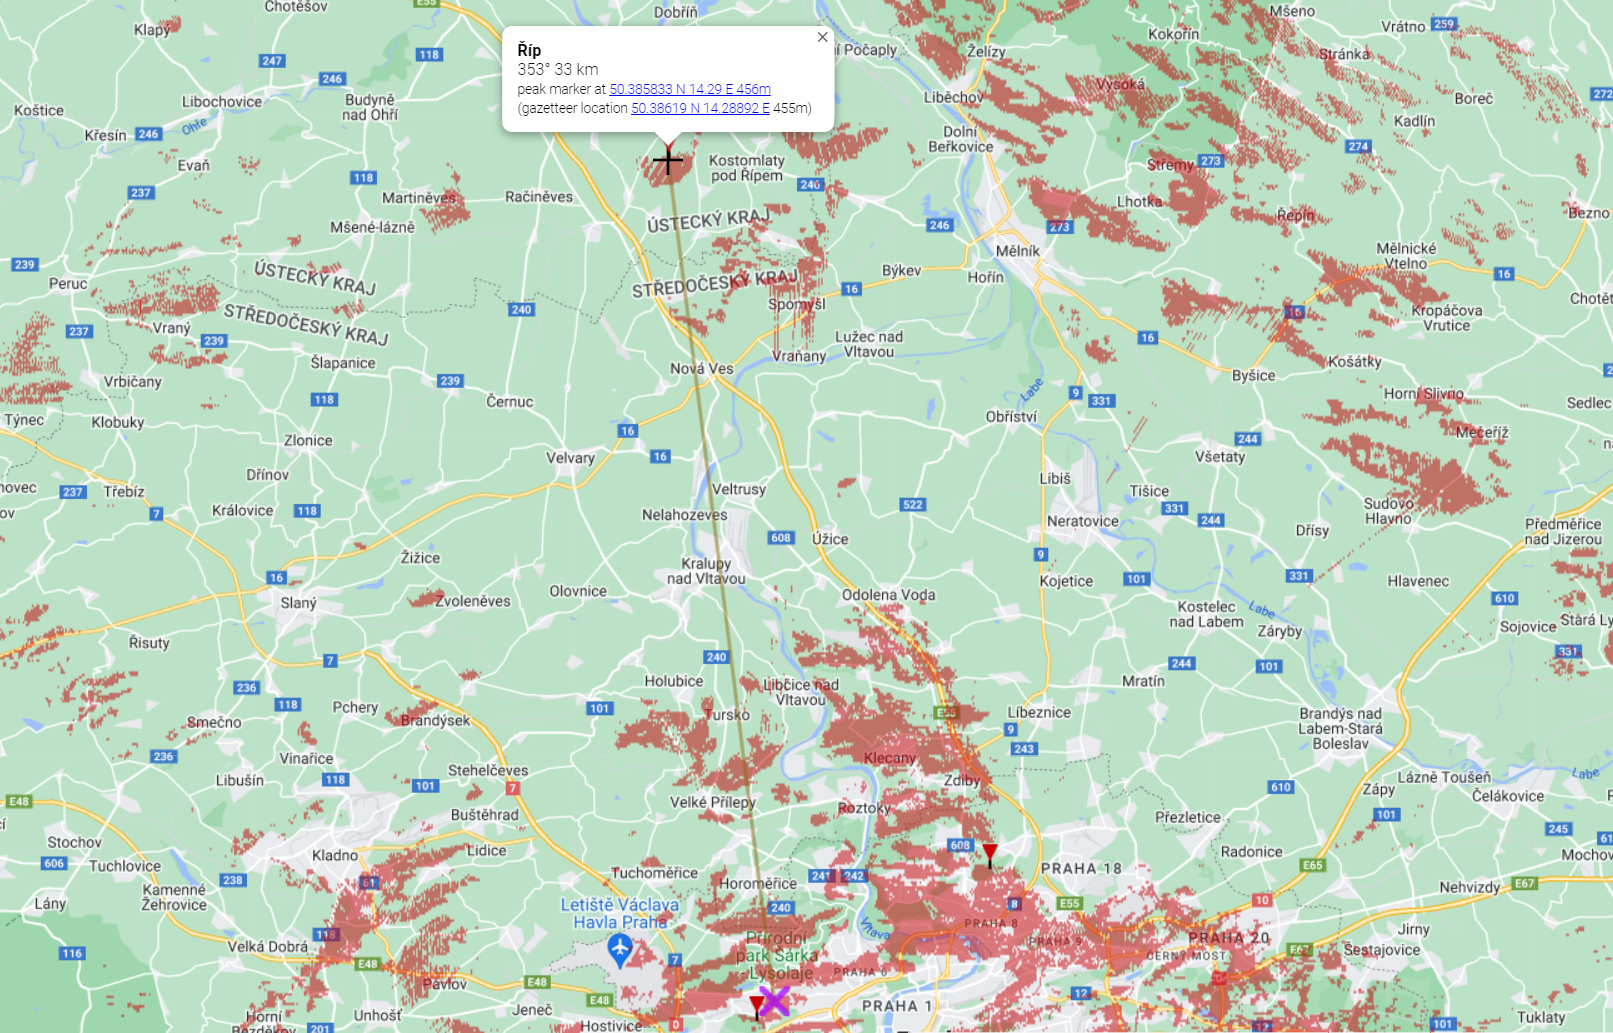 Chotěšov
E55
Dobříň
Mšeno
Klapý
Vrátno
259
Kokořín
Želízy
Stránka
118
247
246
Říp
353° 33 km
peak marker at 50.385833 N 14.29 E 456m
(gazetteer location 50.38619 N 14.28892 E 455m)
í Počaply
Vysoká
Liběchov
Boreč
272
Koštice
Libochovice
Budyně
nad Ohří
Ohře
Křesín
246
Kadlín
Dolní
Beřkovice
274
Evaň
118
Kostomlaty
pod Řípem
246
Střemy
273
237
Martiněves
Račiněves
Lhotka
Řepín
Bezno
Mšené-lázně
ÚSTECKÝ KRAJ
246
273
Mělník
Mělnické
Vtelno
239
Peruc
ÚSTECKÝ KRAJ
STŘEDOČESKÝ KRAJ
Býkev
Hořín
16
16
Spomyšl
Chotět
240
STŘEDOČESKÝ KRAJ
16
Kropáčova
Vrutice
237
Vraný
239
Lužec nad
Vltavou
16
Šlapanice
Vraňany
Košátky
Nová Ves
Byšice
Vrbičany
239
Labe
9
331
Horní Slivno
118
Černuc
Sedlec
Týnec
Klobuky
Obříství
16
Mečeříž
Zlonice
244
Velvary
16
Všetaty
Dřínov
Libiš
novec
237
Třebíz
Veltrusy
Tišice
Sudovo
Hlavno
7
Královice
118
Nelahozeves
522
331
244
Neratovice
Předměřice
nad Jizerou
608
Úžice
Dřísy
Žižice
9
Kralupy
nad Vltavou
16
Kojetice
101
331
Hlavenec
Olovnice
Odolena Voda
Slaný
Zvoleněves
Kostelec
nad Labem
Labe
610
Záryby
Sojovice
Stará Ly
Řisuty
7
240
244
101
331
Holubice
Libčice nad
Vltavou
Mratín
236
118
Pchery
101
Tursko
E55
Líbeznice
Brandýs nad
Labem-Stará
Boleslav
Smečno
Brandýsek
9
236
Vinařice
243
Klecany
Libušín
118
101
Stehelčeves
7
Zdiby
610
Lázně Toušeň
Labe
Zápy
Čelákovice
E48
Velké Přílepy
Roztoky
Buštěhrad
Přezletice
101
Stochov
245
Kladno
Lidice
608
Radonice
606
Tuchlovice
Tuchoměřice
PRAHA 18
E65
Mochov
238
61
Horoměřice
241
242
Kamenné
Žehrovice
Nehvizdy
E67
Lány
Letiště Václava
Havla Praha
240
8
E55
10
Vltava
PRAHA 8
Jirny
118
Velká Dobrá
Přírodní
park Šárka
- Lysolaje
PRAHA 9
PRAHA 20
E67
Šestajovice
116
ČERNÝ MOST
E48
7
PRAHA 6
Pavlov
E48
12
E48
PRAHA 1
Horní
Bezděkov
Unhošť
Jeneč
Hostivice
0
201
12
101
Tuklaty